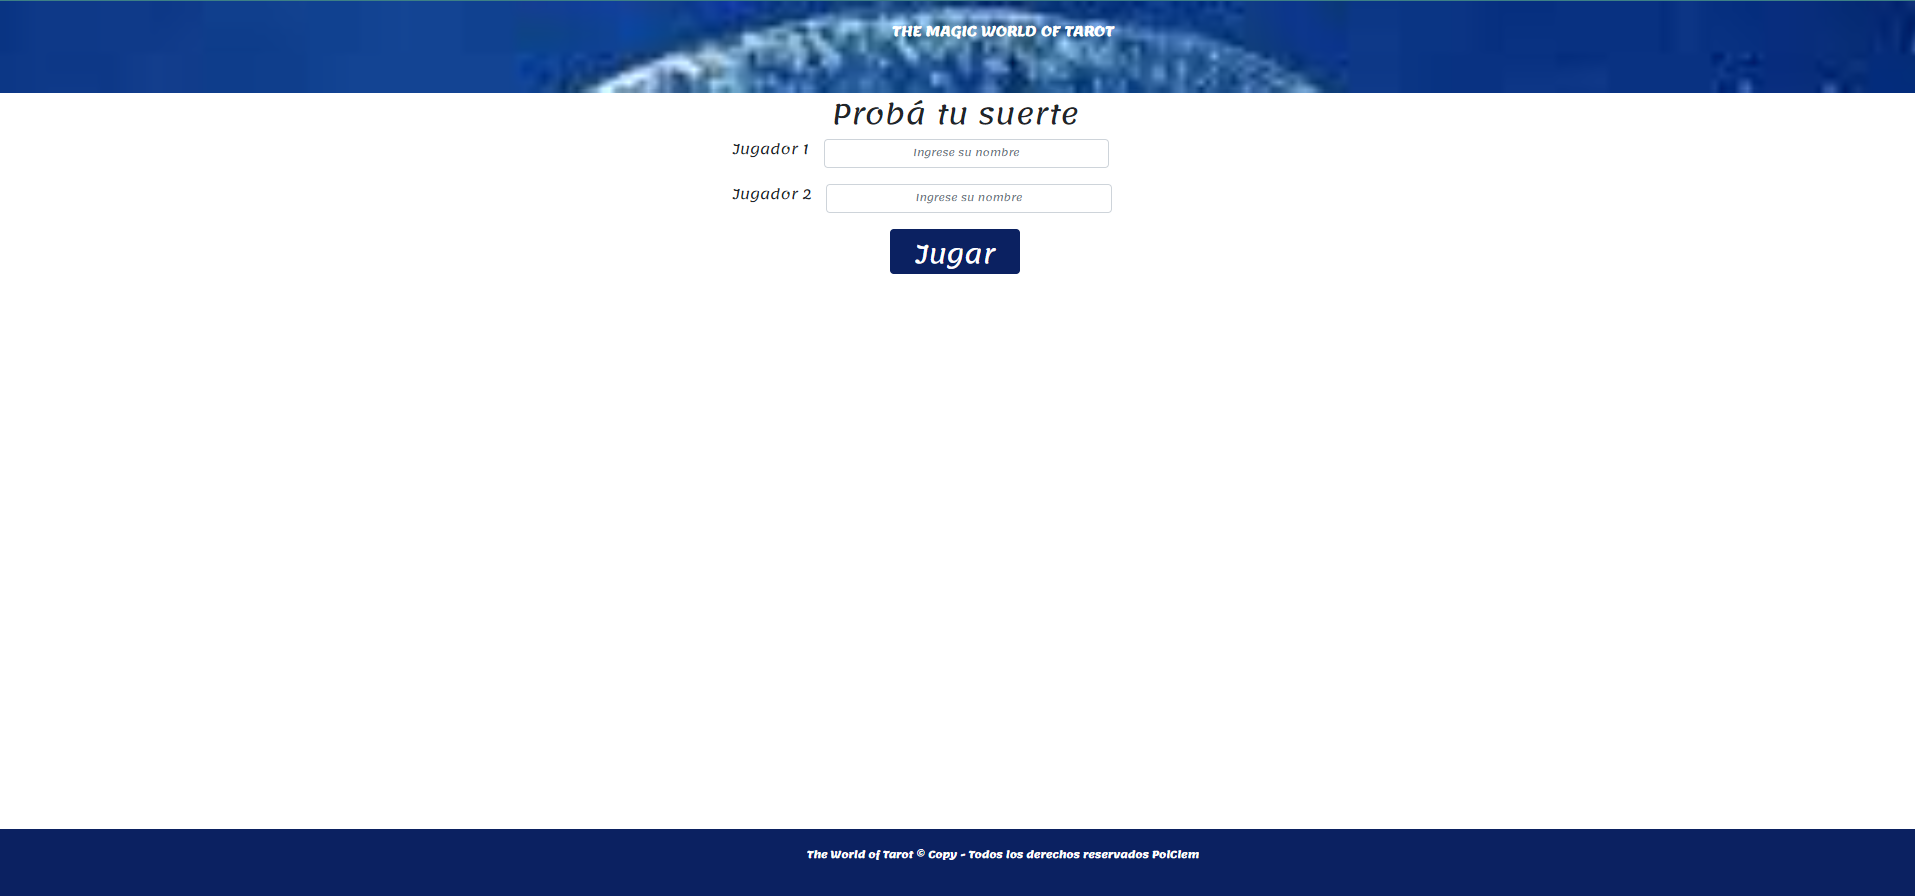 THE MAGIC WORLD OF TAROT
Probá tu suerte
Jugador 1 Ingrese su nombre
Jugador 2 Ingrese su nombre
Jugar
The World of Tarot © Copy - Todos los derechos reservados PolClem